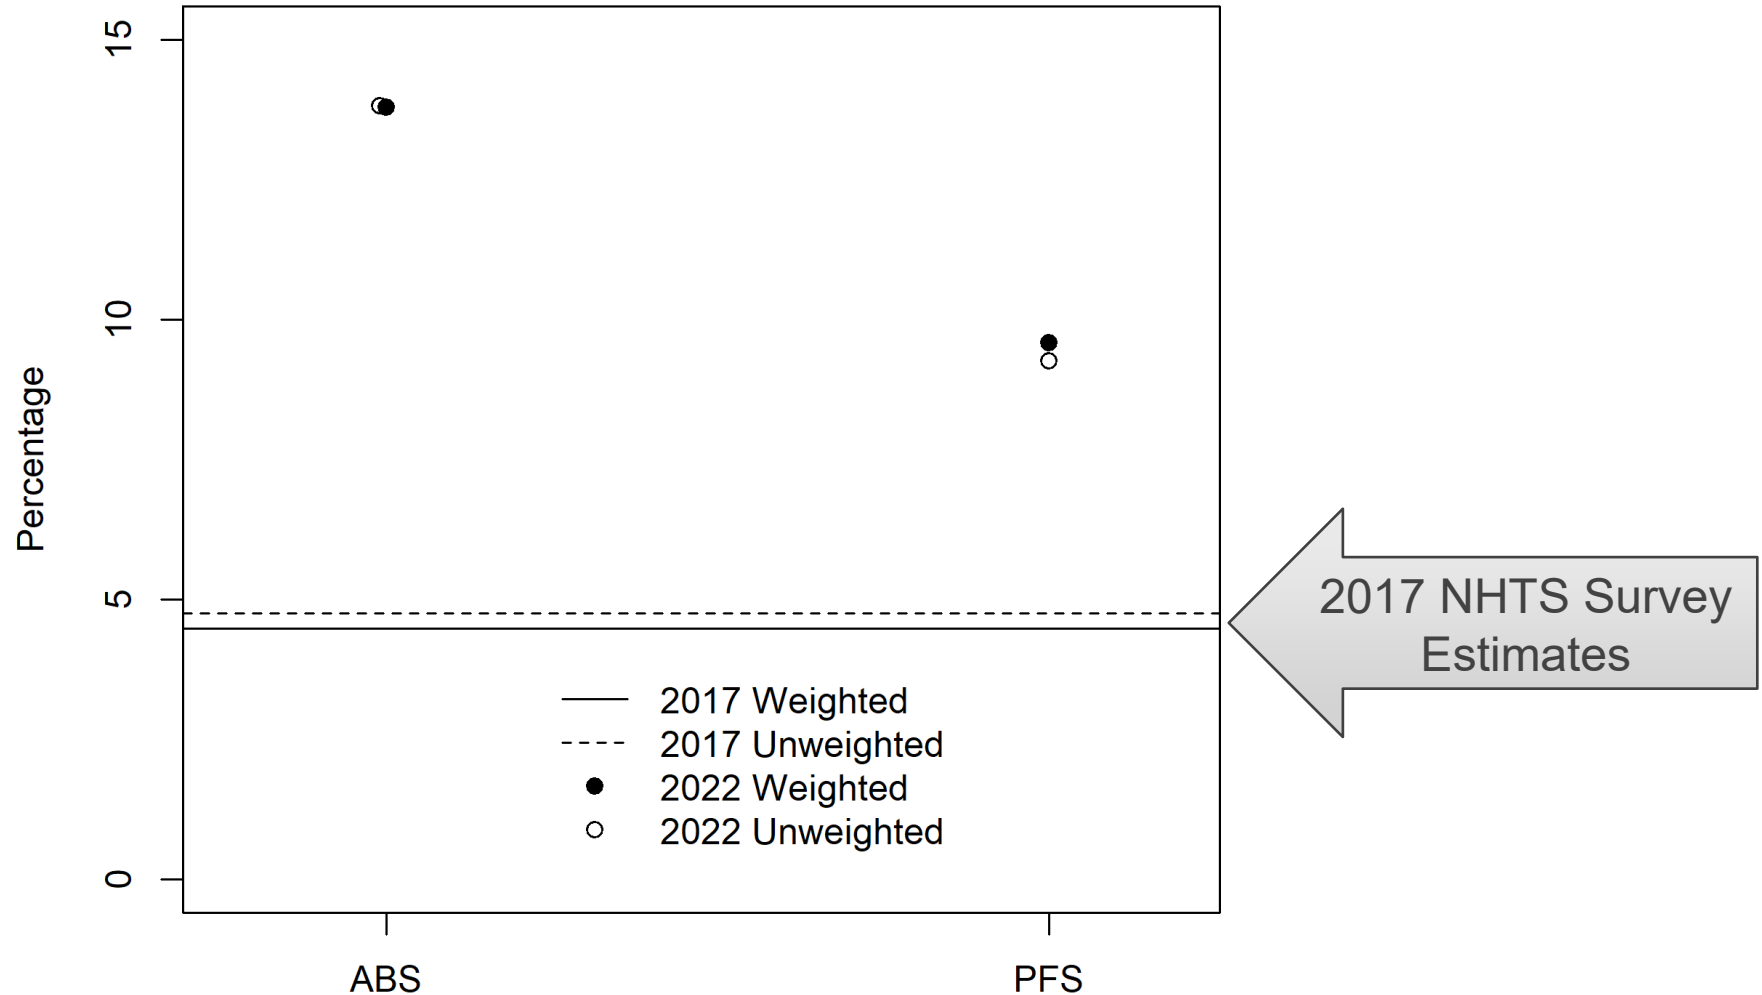 15
10
5
0
Percentage
ABS
PFS
2017 Weighted
2017 Unweighted
2022 Weighted
2022 Unweighted
2017 NHTS Survey
Estimates